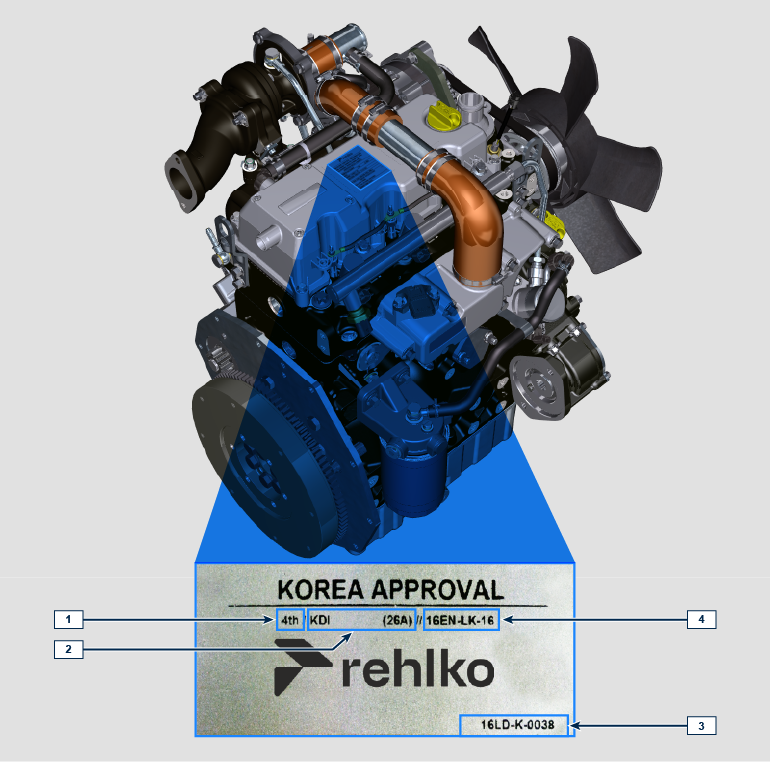 KOREA APPROVAL
1 4th / KDI (26A) // 16EN-LK-16 4
2
rehlko
16LD-K-0038 3